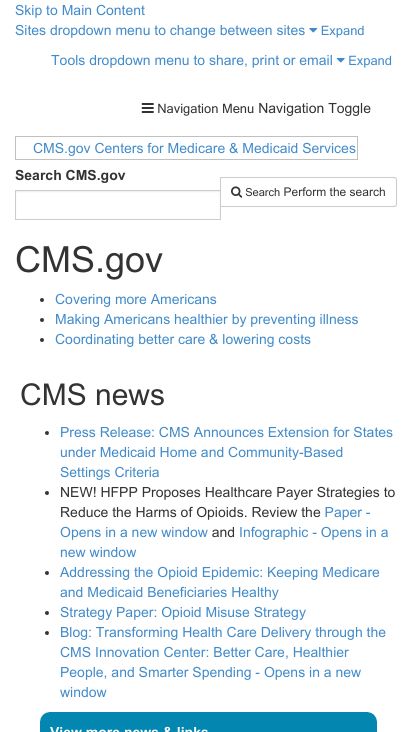 Skip to Main Content
Sites dropdown menu to change between sites Expand
Tools dropdown menu to share, print or email Expand
Navigation Menu Navigation Toggle
CMS.gov Centers for Medicare & Medicaid Services
Search CMS.gov
Search Perform the search
CMS.gov
• Covering more Americans
• Making Americans healthier by preventing illness
• Coordinating better care & lowering costs
CMS news
• Press Release: CMS Announces Extension for States
under Medicaid Home and Community-Based
Settings Criteria
• NEW! HFPP Proposes Healthcare Payer Strategies to
Reduce the Harms of Opioids. Review the Paper -
Opens in a new window and Infographic - Opens in a
new window
• Addressing the Opioid Epidemic: Keeping Medicare
and Medicaid Beneficiaries Healthy
• Strategy Paper: Opioid Misuse Strategy
• Blog: Transforming Health Care Delivery through the
CMS Innovation Center: Better Care, Healthier
People, and Smarter Spending - Opens in a new
window
View more news & links